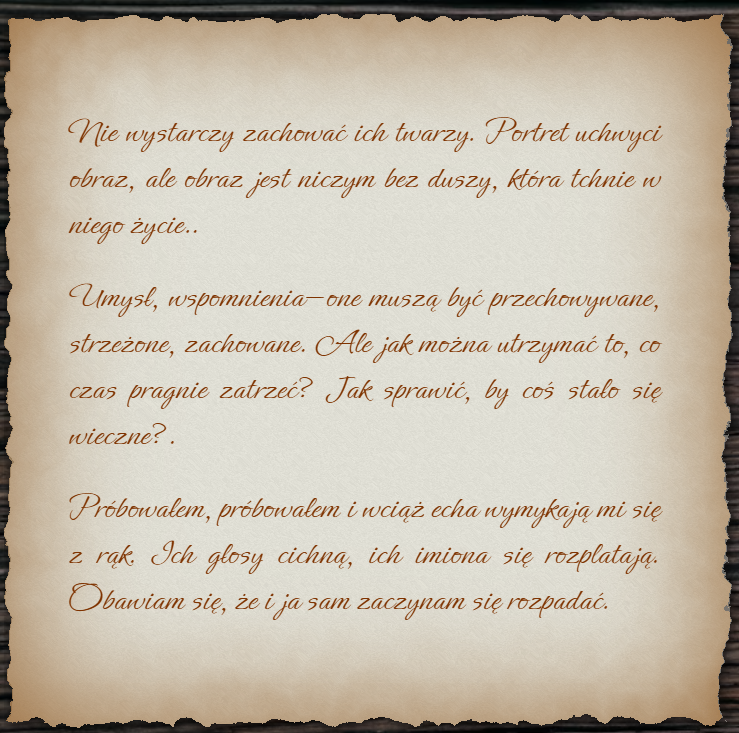 Nie wystarczy zachować ich twarzy. Portret uchwyci
obraz, ale obraz jest niczym bez duszy, która tchnie w
niego życie..
Umysł, wspomnienia—one muszą być przechowywane,
strzeżone, zachowane. Ale jak można utrzymać to, co
czas pragnie zatrzeć? Jak sprawić, by coś stało się
wieczne? .
Próbowałem, próbowałem i wciąż echa wymykają mi się
z rąk. Ich głosy cichną, ich imiona się rozplatają.
Obawiam się, że i ja sam zaczynam się rozpadać.